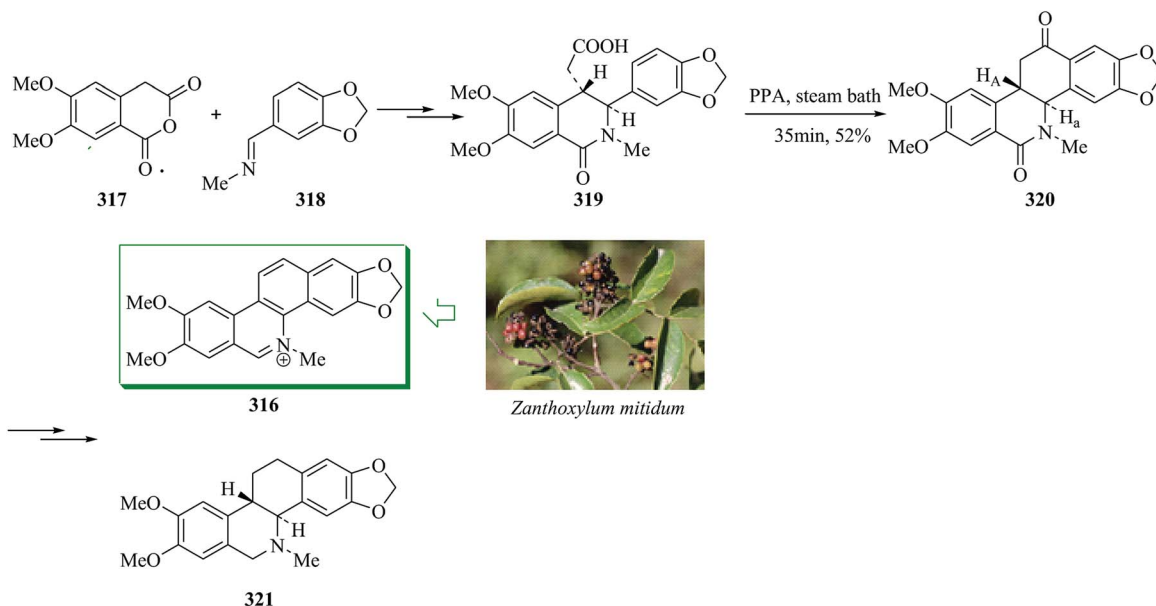 MeO
MeO
O
O
O
317
+
O
O
N
Me
318
COOH
H
H
O
O
MeO
MeO
N
Me
O
319
PPA, steam bath
35min, 52%
O
O
O
H_A
H_a
MeO
MeO
N
Me
O
320
O
O
MeO
MeO
N
⊕
Me
316
Zanthoxylum mitidum
O
O
H
H
MeO
MeO
N
Me
321